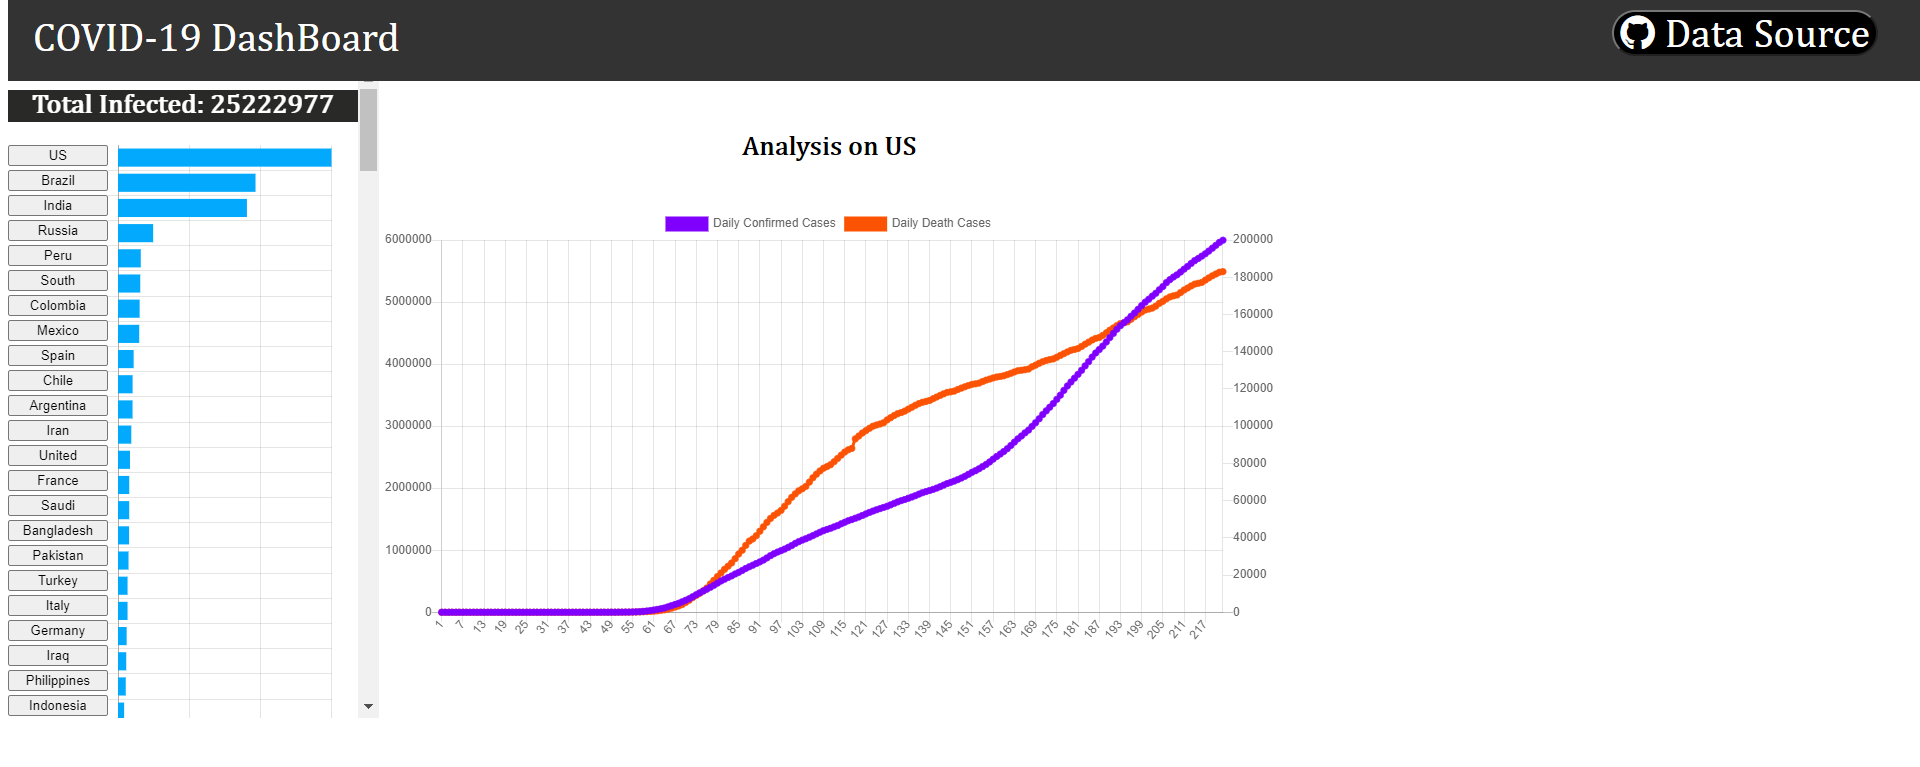 COVID-19 DashBoard
Data Source
Total Infected: 25222977
US
Brazil
India
Russia
Peru
South
Colombia
Mexico
Spain
Chile
Argentina
Iran
United
France
Saudi
Bangladesh
Pakistan
Turkey
Italy
Germany
Iraq
Philippines
Indonesia
Analysis on US
Daily Confirmed Cases Daily Death Cases
6000000 200000
180000
5000000
160000
140000
4000000
120000
3000000 100000
80000
2000000
60000
1000000 40000
20000
0 0
1 7 13 19 25 31 37 43 49 55 61 67 73 79 85 91 97 103 109 115 121 127 133 139 145 151 157 163 169 175 181 187 193 199 205 211 217